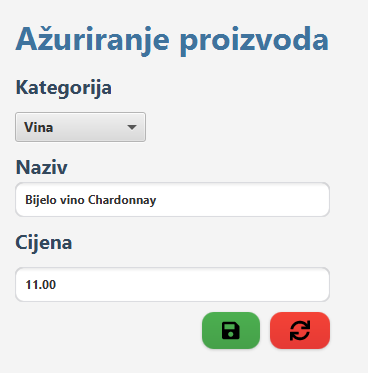 Ažuriranje proizvoda
Kategorija
Vina
Naziv
Bijelo vino Chardonnay
Cijena
11.00